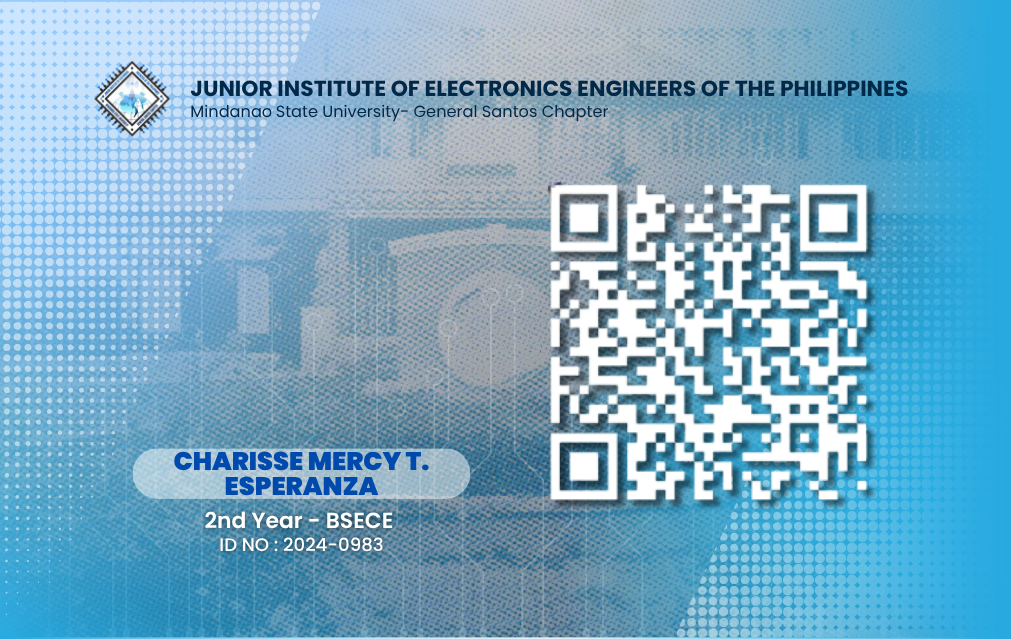 JUNIOR INSTITUTE OF ELECTRONICS ENGINEERS OF THE PHILIPPINES
Mindanao State University- General Santos Chapter
CHARISSE MERCY T.
ESPERANZA
2nd Year - BSECE
ID NO : 2024-0983